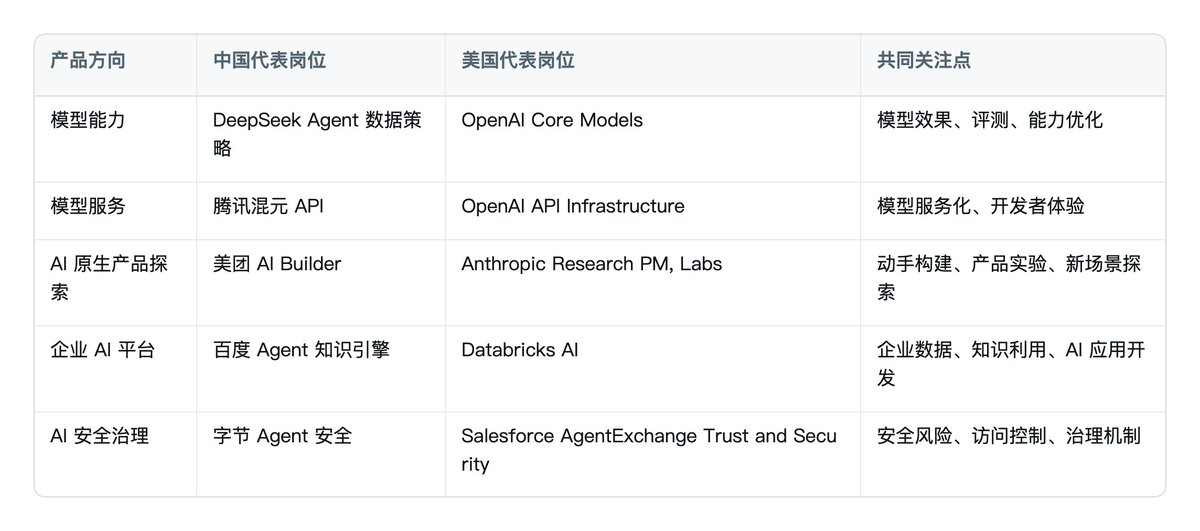 产品方向 中国代表岗位 美国代表岗位 共同关注点
模型能力 DeepSeek Agent 数据策略 OpenAI Core Models 模型效果、评测、能力优化
模型服务 腾讯混元 API OpenAI API Infrastructure 模型服务化、开发者体验
AI 原生产品探索 美团 AI Builder Anthropic Research PM, Labs 动手构建、产品实验、新场景探索
企业 AI 平台 百度 Agent 知识引擎 Databricks AI 企业数据、知识利用、AI 应用开发
AI 安全治理 字节 Agent 安全 Salesforce AgentExchange Trust and Security 安全风险、访问控制、治理机制